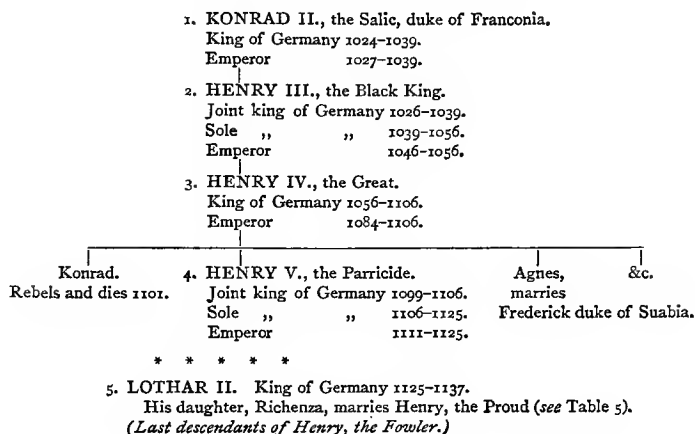 1. KONRAD II., the Salic, duke of Franconia.
King of Germany 1024–1039.
Emperor 1027–1039.
2. HENRY III., the Black King.
Joint king of Germany 1026–1039.
Sole ,, ,, 1039–1056.
Emperor 1046–1056.
3. HENRY IV., the Great.
King of Germany 1056–1106.
Emperor 1084–1106.
Konrad.
Rebels and dies 1101.
4. HENRY V., the Parricide.
Joint king of Germany 1099–1106.
Sole ,, ,, 1106–1125.
Emperor 1111–1125.
Agnes,
marries
Frederick duke of Suabia.
&c.
* * * * *
5. LOTHAR II. King of Germany 1125–1137.
His daughter, Richenza, marries Henry, the Proud (see Table 5).
(Last descendants of Henry, the Fowler.)